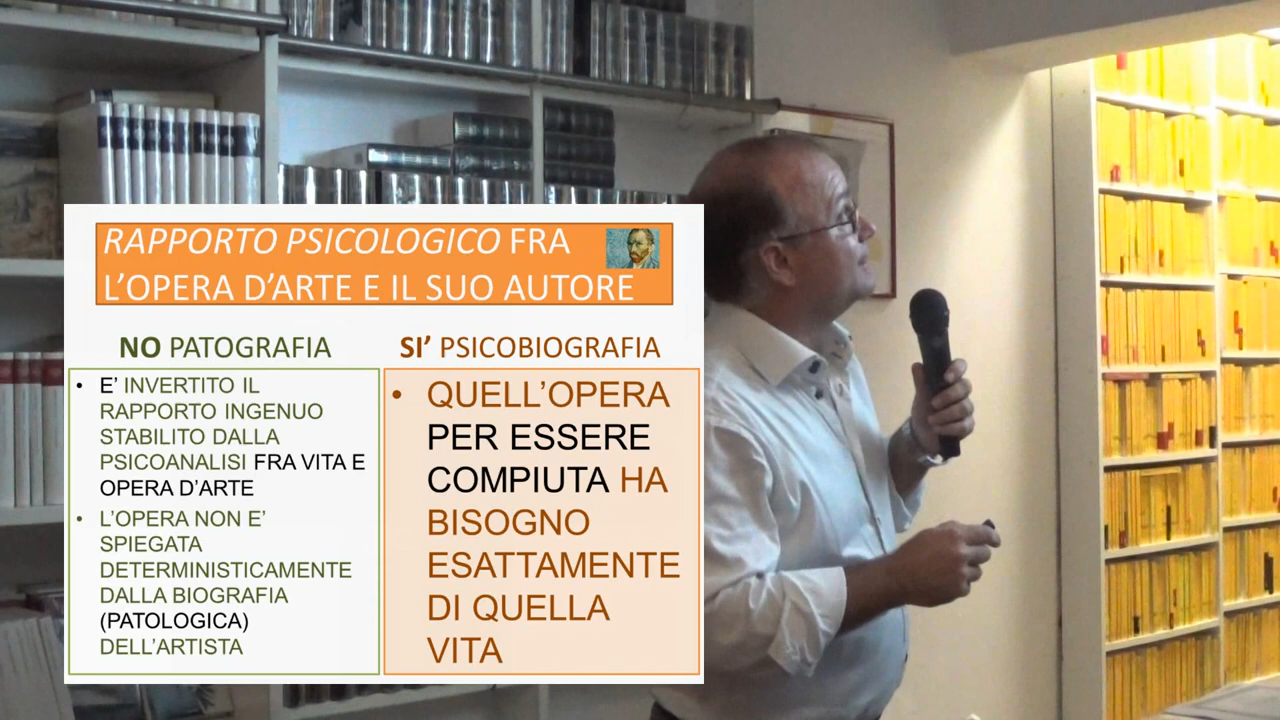 RAPPORTO PSICOLOGICO FRA
L'OPERA D'ARTE E IL SUO AUTORE
NO PATOGRAFIA
• E' INVERTITO IL
RAPPORTO INGENUO
STABILITO DALLA
PSICOANALISI FRA VITA E
OPERA D'ARTE
• L'OPERA NON E'
SPIEGATA
DETERMINISTICAMENTE
DALLA BIOGRAFIA
(PATOLOGICA)
DELL'ARTISTA
SI' PSICOBIOGRAFIA
• QUELL'OPERA
PER ESSERE
COMPIUTA HA
BISOGNO
ESATTAMENTE
DI QUELLA
VITA